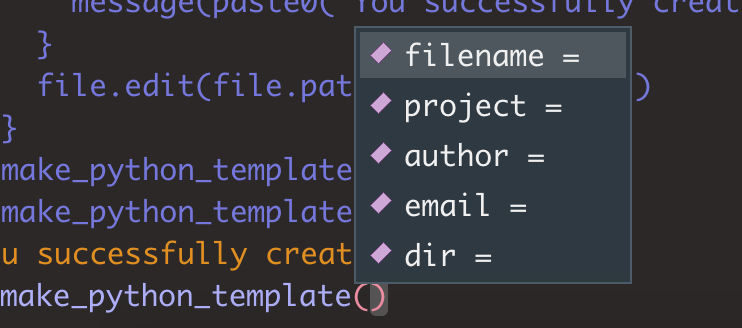 message(paste0("You successfully creat
}
file.edit(file.pat
)
}
make_python_template
make_python_template
u successfully creat
make_python_template()
filename =
project =
author =
email =
dir =